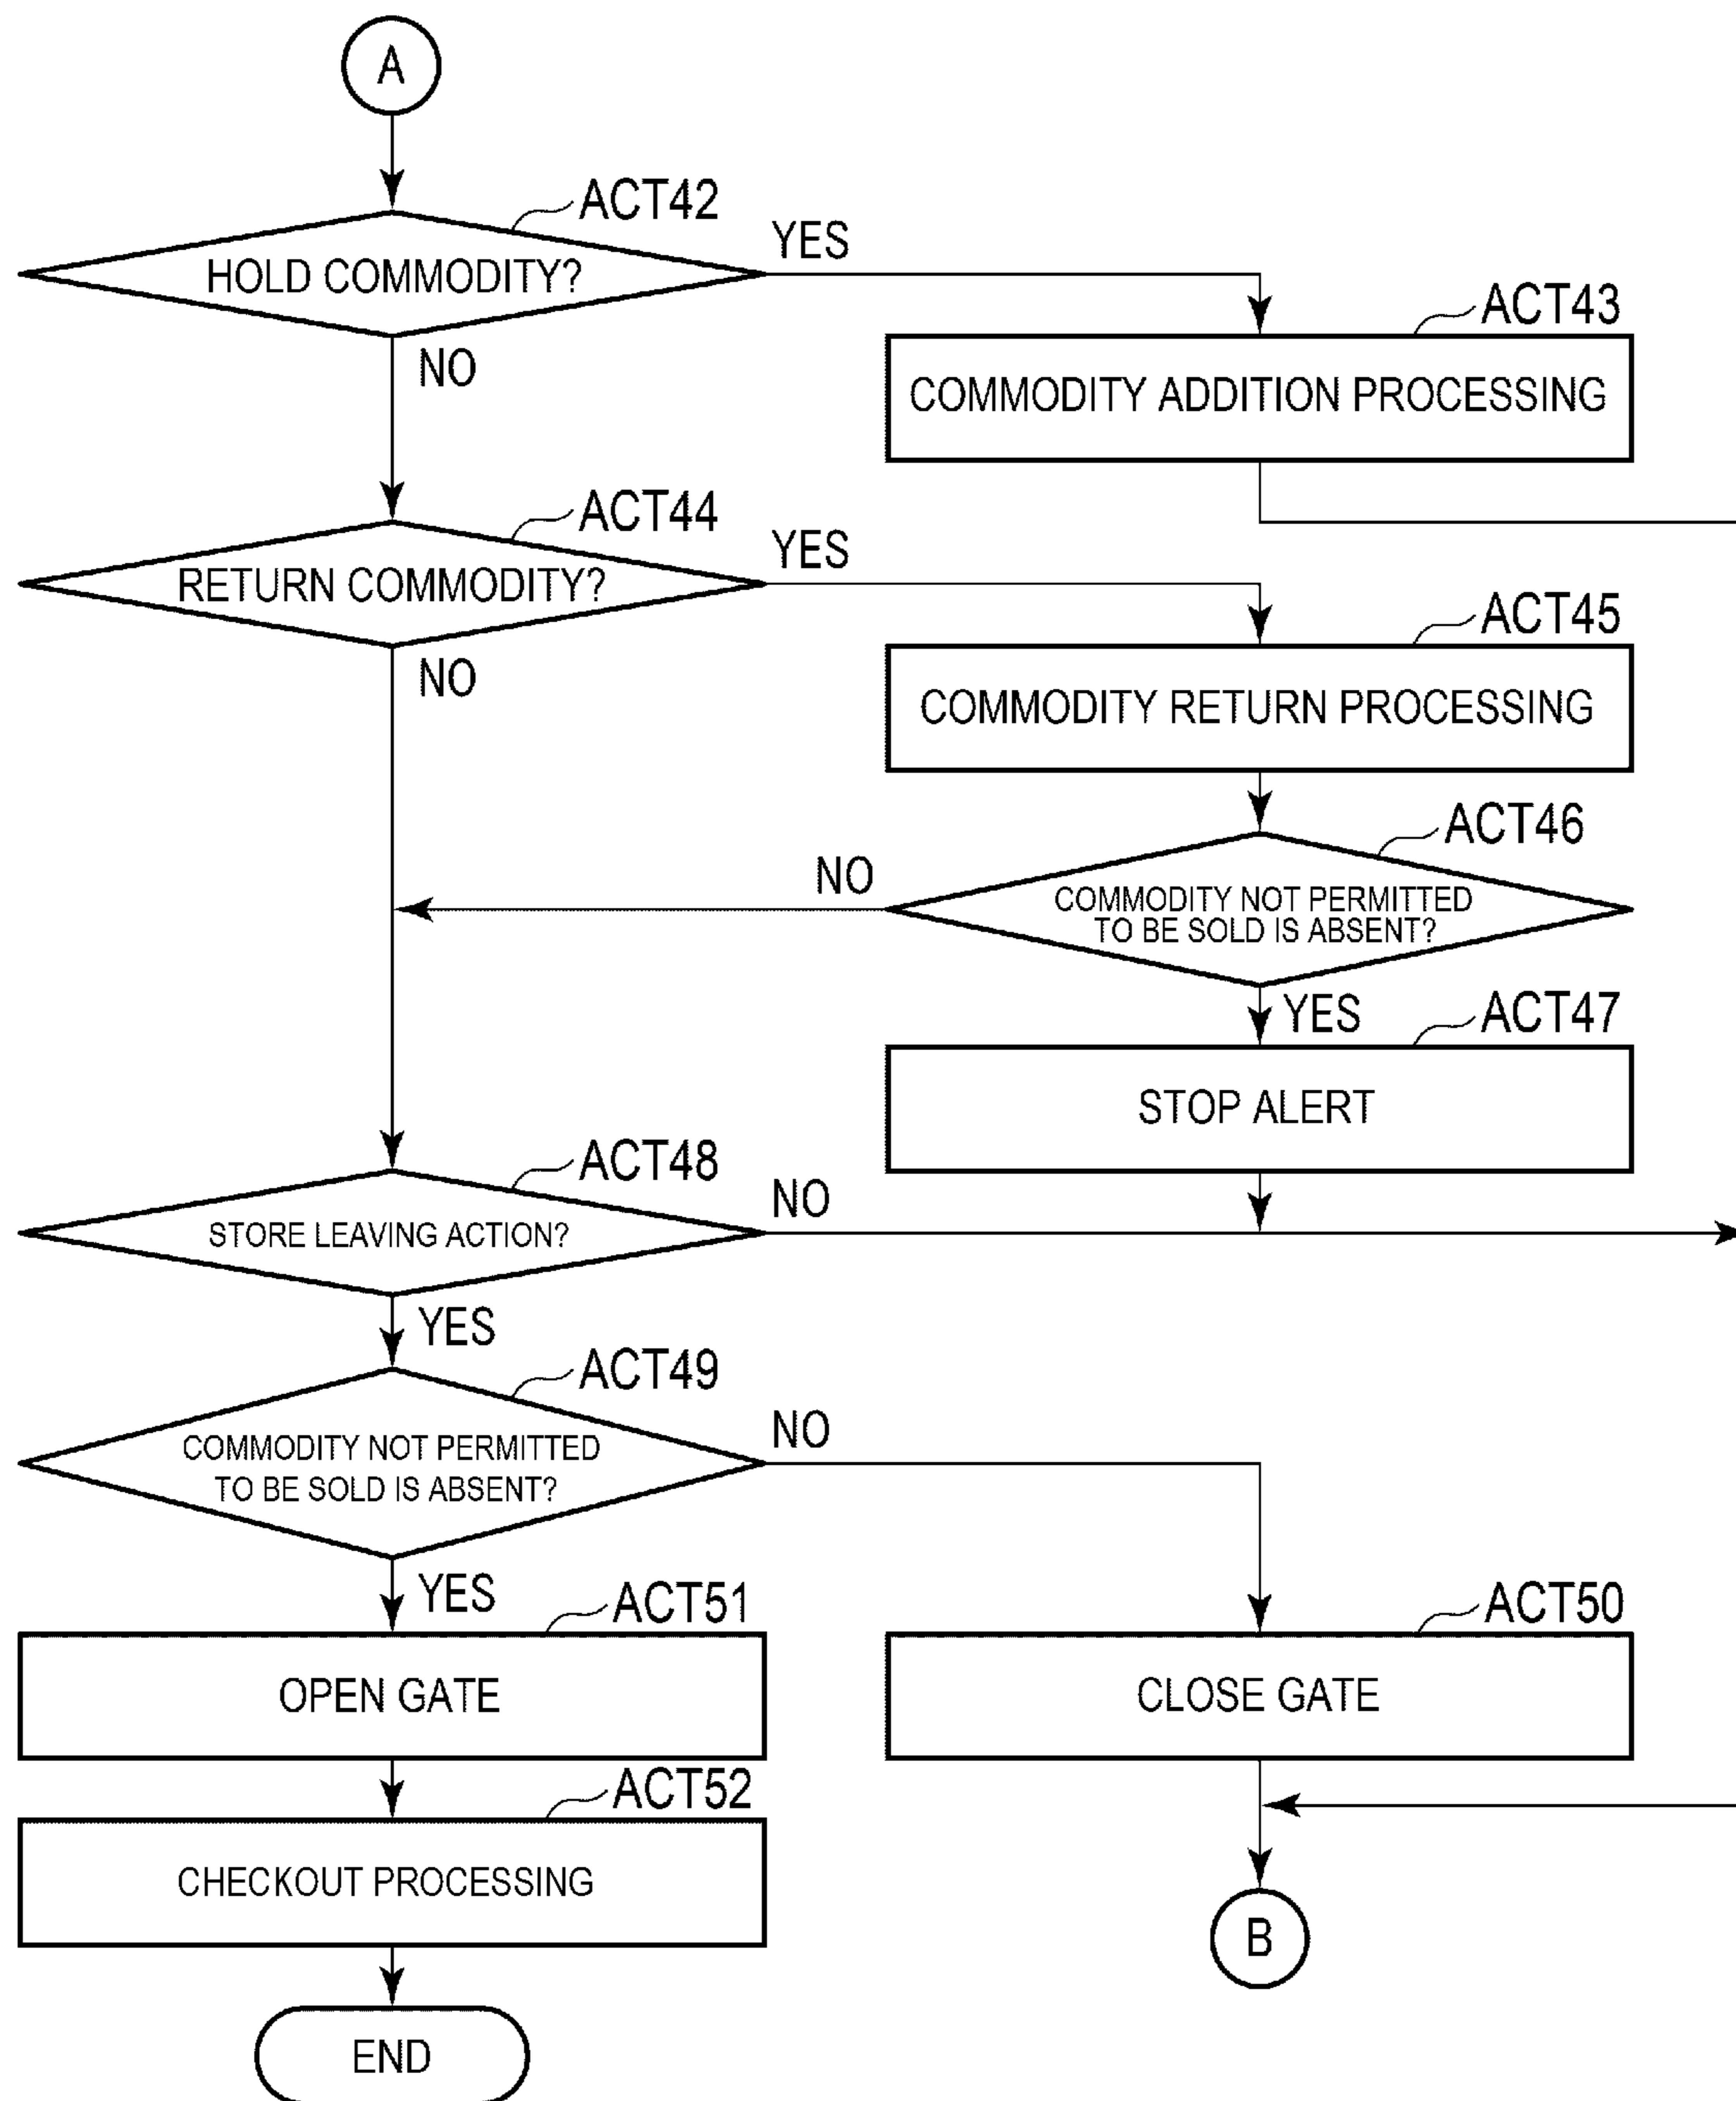 A
ACT42
YES
HOLD COMMODITY?
ACT43
NO
COMMODITY ADDITION PROCESSING
ACT44
YES
RETURN COMMODITY?
ACT45
NO
COMMODITY RETURN PROCESSING
ACT46
NO
COMMODITY NOT PERMITTED
TO BE SOLD IS ABSENT?
YES
ACT47
STOP ALERT
ACT48
NO
STORE LEAVING ACTION?
YES
ACT49
NO
COMMODITY NOT PERMITTED
TO BE SOLD IS ABSENT?
YES
ACT51
ACT50
OPEN GATE
CLOSE GATE
ACT52
CHECKOUT PROCESSING
B
END